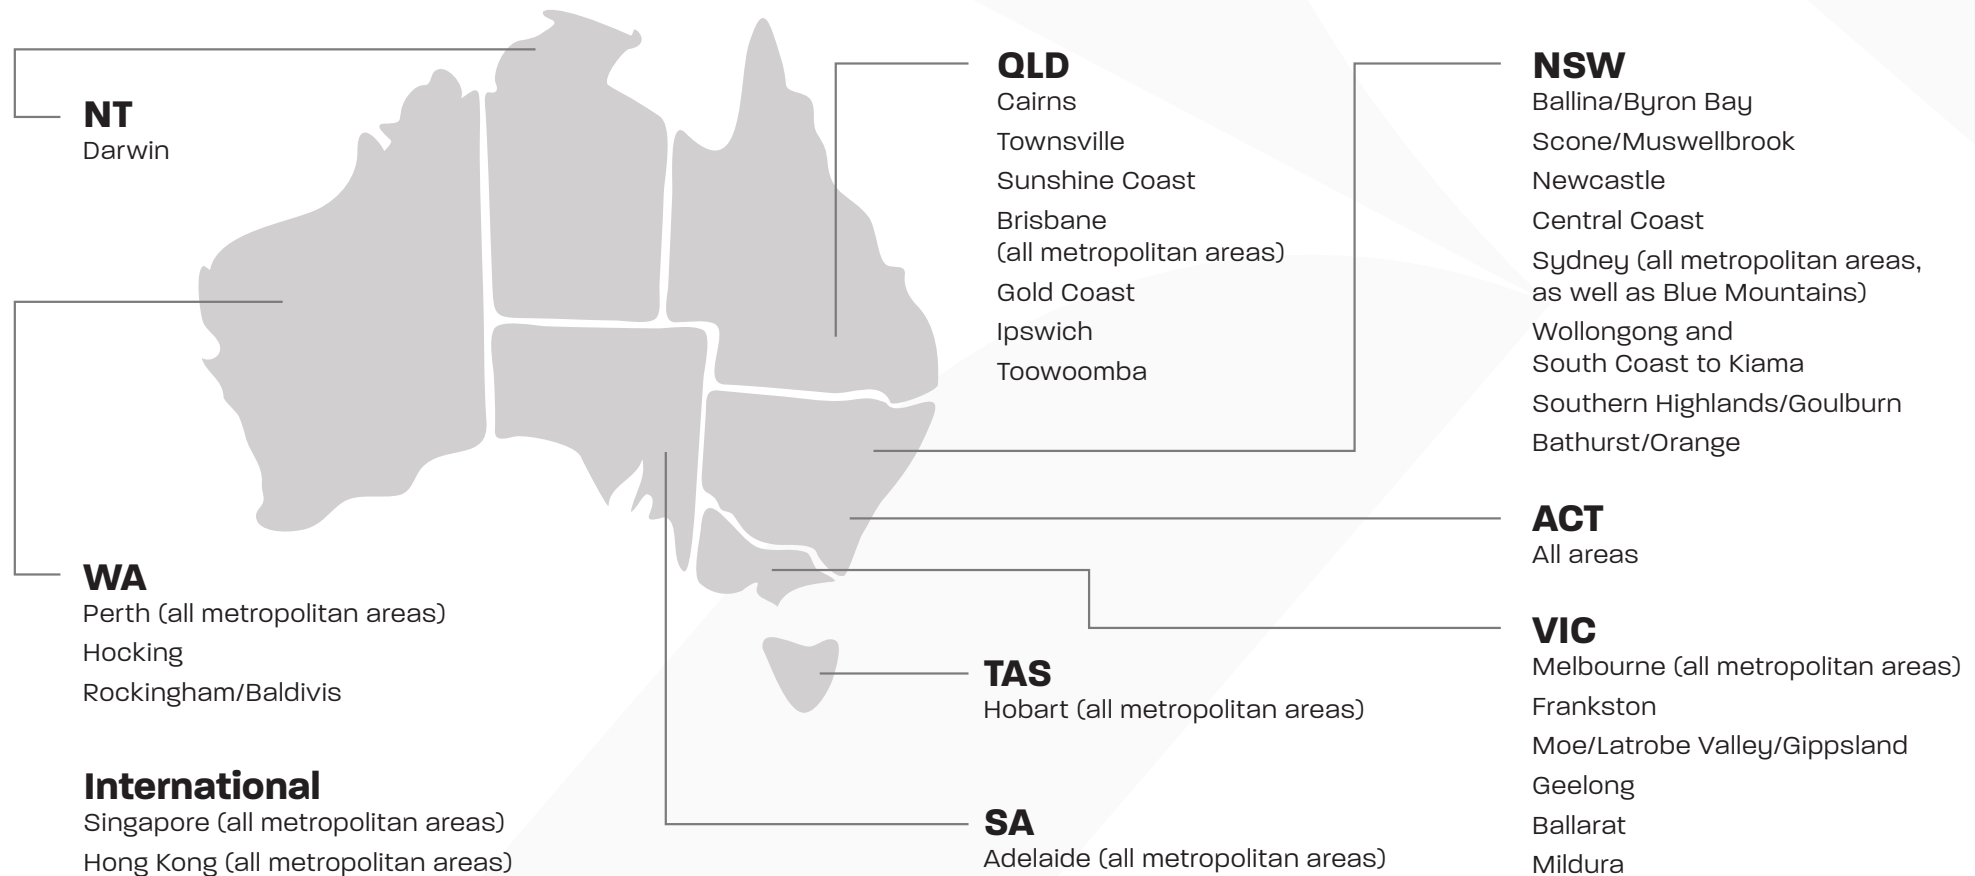 NT
Darwin
WA
Perth (all metropolitan areas)
Hocking
Rockingham/Baldivis
International
Singapore (all metropolitan areas)
Hong Kong (all metropolitan areas)
QLD
Cairns
Townsville
Sunshine Coast
Brisbane
(all metropolitan areas)
Gold Coast
Ipswich
Toowoomba
TAS
Hobart (all metropolitan areas)
SA
Adelaide (all metropolitan areas)
NSW
Ballina/Byron Bay
Scone/Muswellbrook
Newcastle
Central Coast
Sydney (all metropolitan areas,
as well as Blue Mountains)
Wollongong and
South Coast to Kiama
Southern Highlands/Goulburn
Bathurst/Orange
ACT
All areas
VIC
Melbourne (all metropolitan areas)
Frankston
Moe/Latrobe Valley/Gippsland
Geelong
Ballarat
Mildura